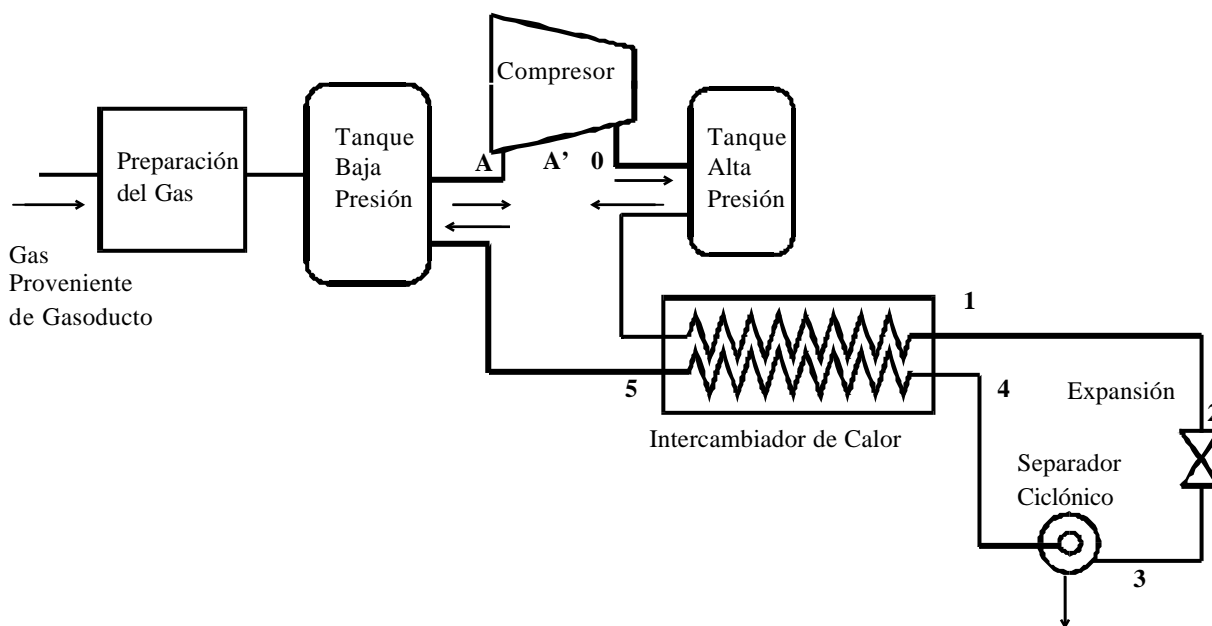 Compresor
Preparación
del Gas
Tanque
Baja
Presión
A
A’
0
Tanque
Alta
Presión
Gas
Proveniente
de Gasoducto
1
5
4
Expansión
2
Intercambiador de Calor
Separador
Ciclónico
3